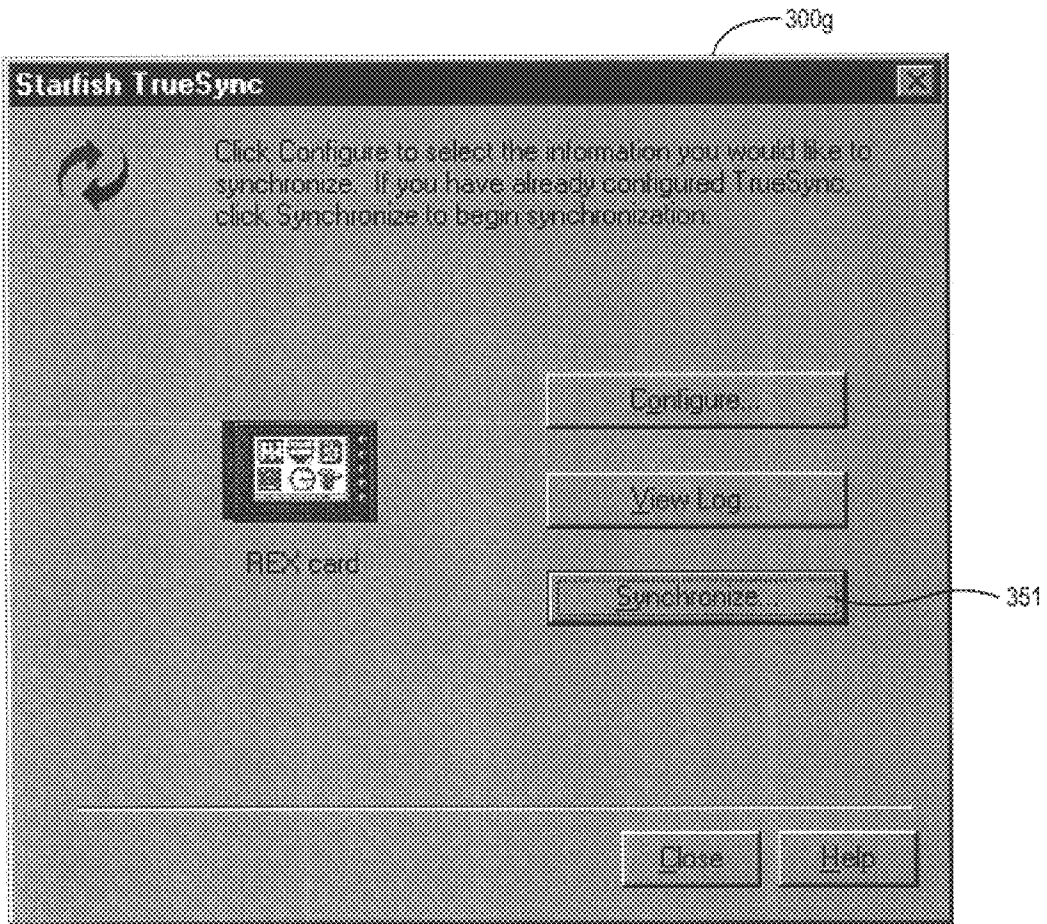 300g
Starfish TrueSync
Click Configure to select the information you would like to
synchronize. If you have already configured TrueSync,
click Synchronize to begin synchronization.
Configure...
View Log...
REX card
Synchronize...
351
Close
Help